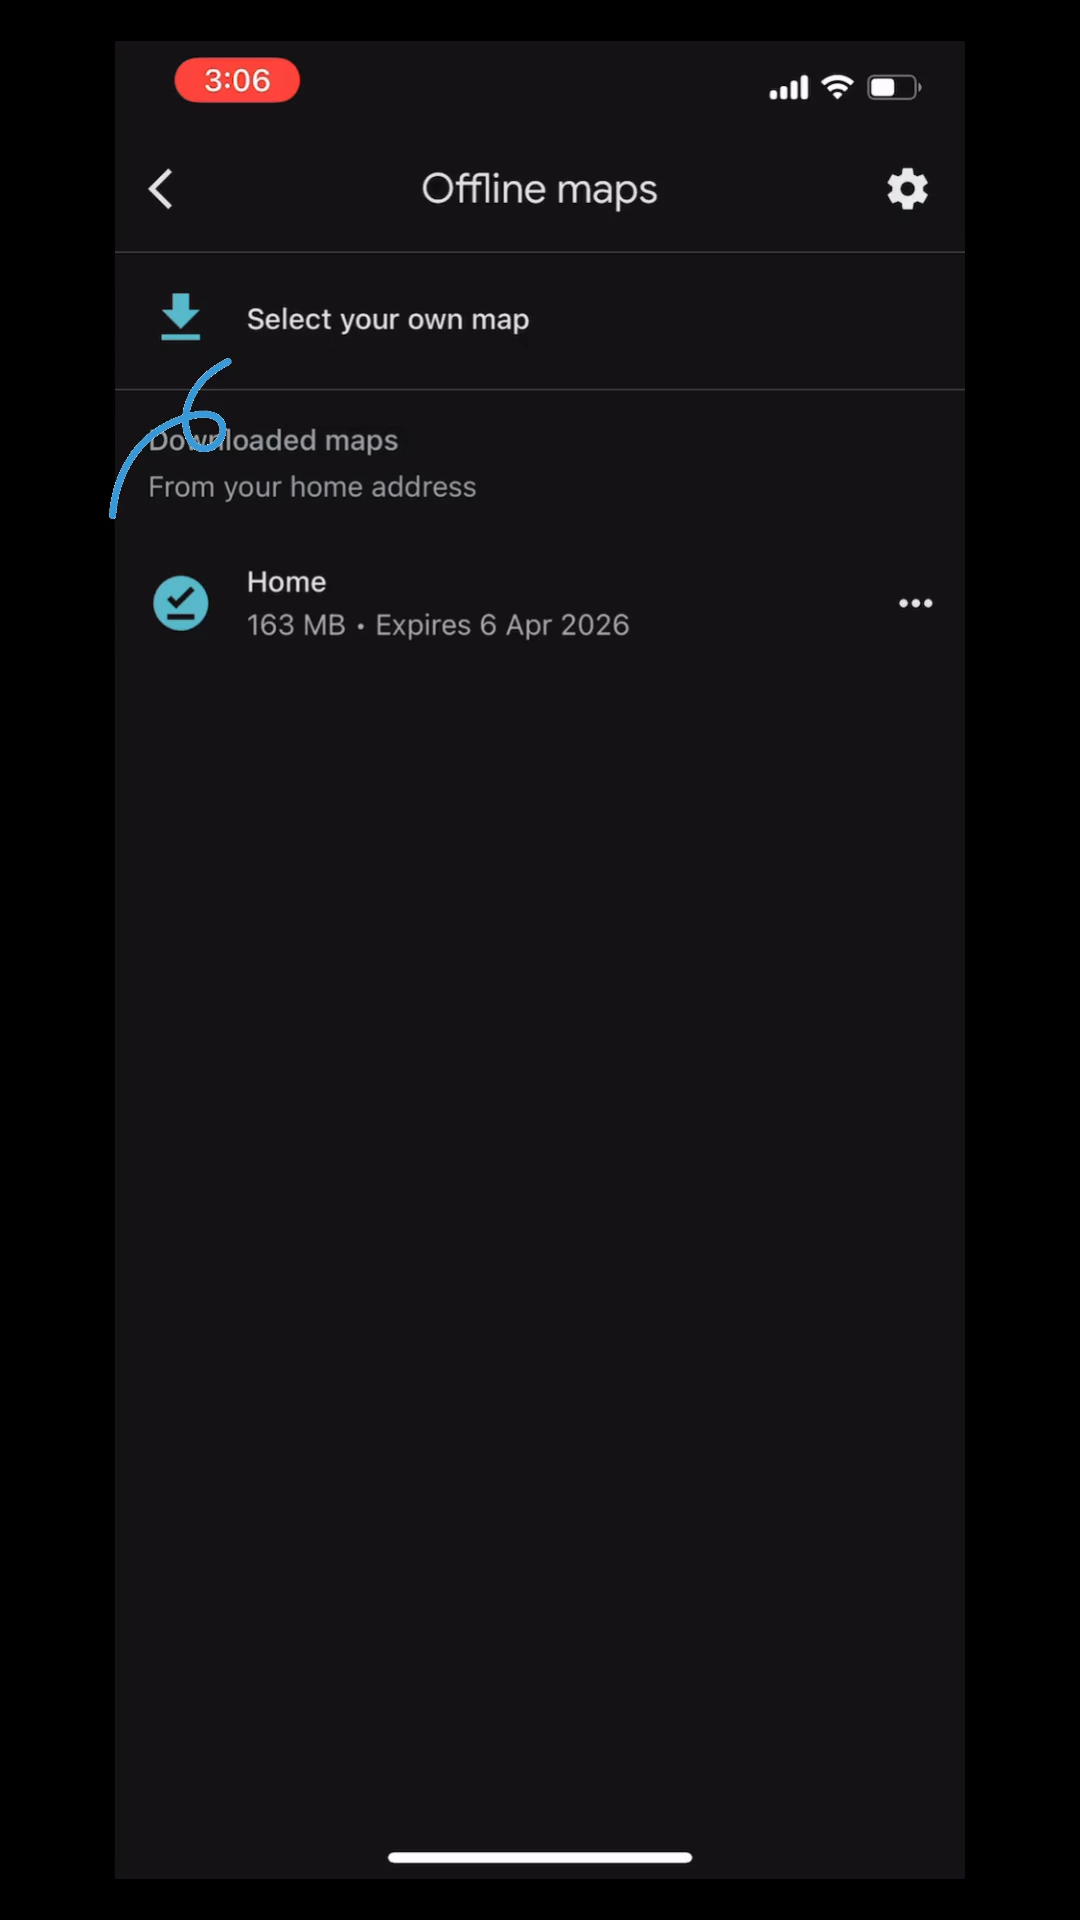 3:06
Offline maps
Select your own map
Downloaded maps
From your home address
Home
163 MB • Expires 6 Apr 2026